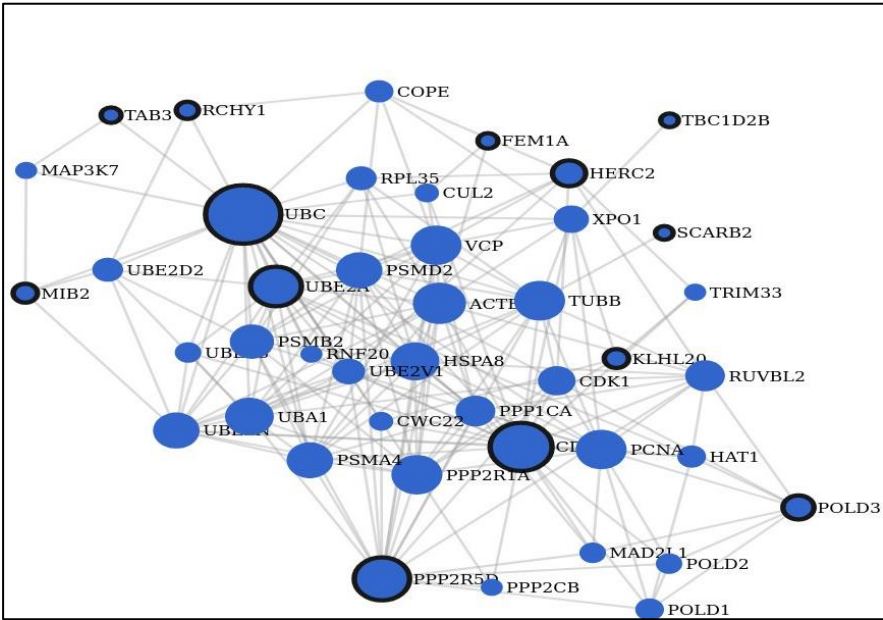 COPE
TAB3
RCHY1
TBC1D2B
FEM1A
MAP3K7
RPL35
HERC2
CUL2
UBC
XPO1
SCARB2
VCP
UBE2D2
PSMD2
UBE2A
MIB2
TRIM33
TUBB
PSMB2
RNF20
HSPA8
KLHL20
UBE2V1
CDK1
RUVBL2
PPP1CA
UBA1
CWC22
PCNA
HAT1
PSMA4
PPP2R1A
POLD3
MAD2L1
POLD2
PPP2R5D
PPP2CB
POLD1